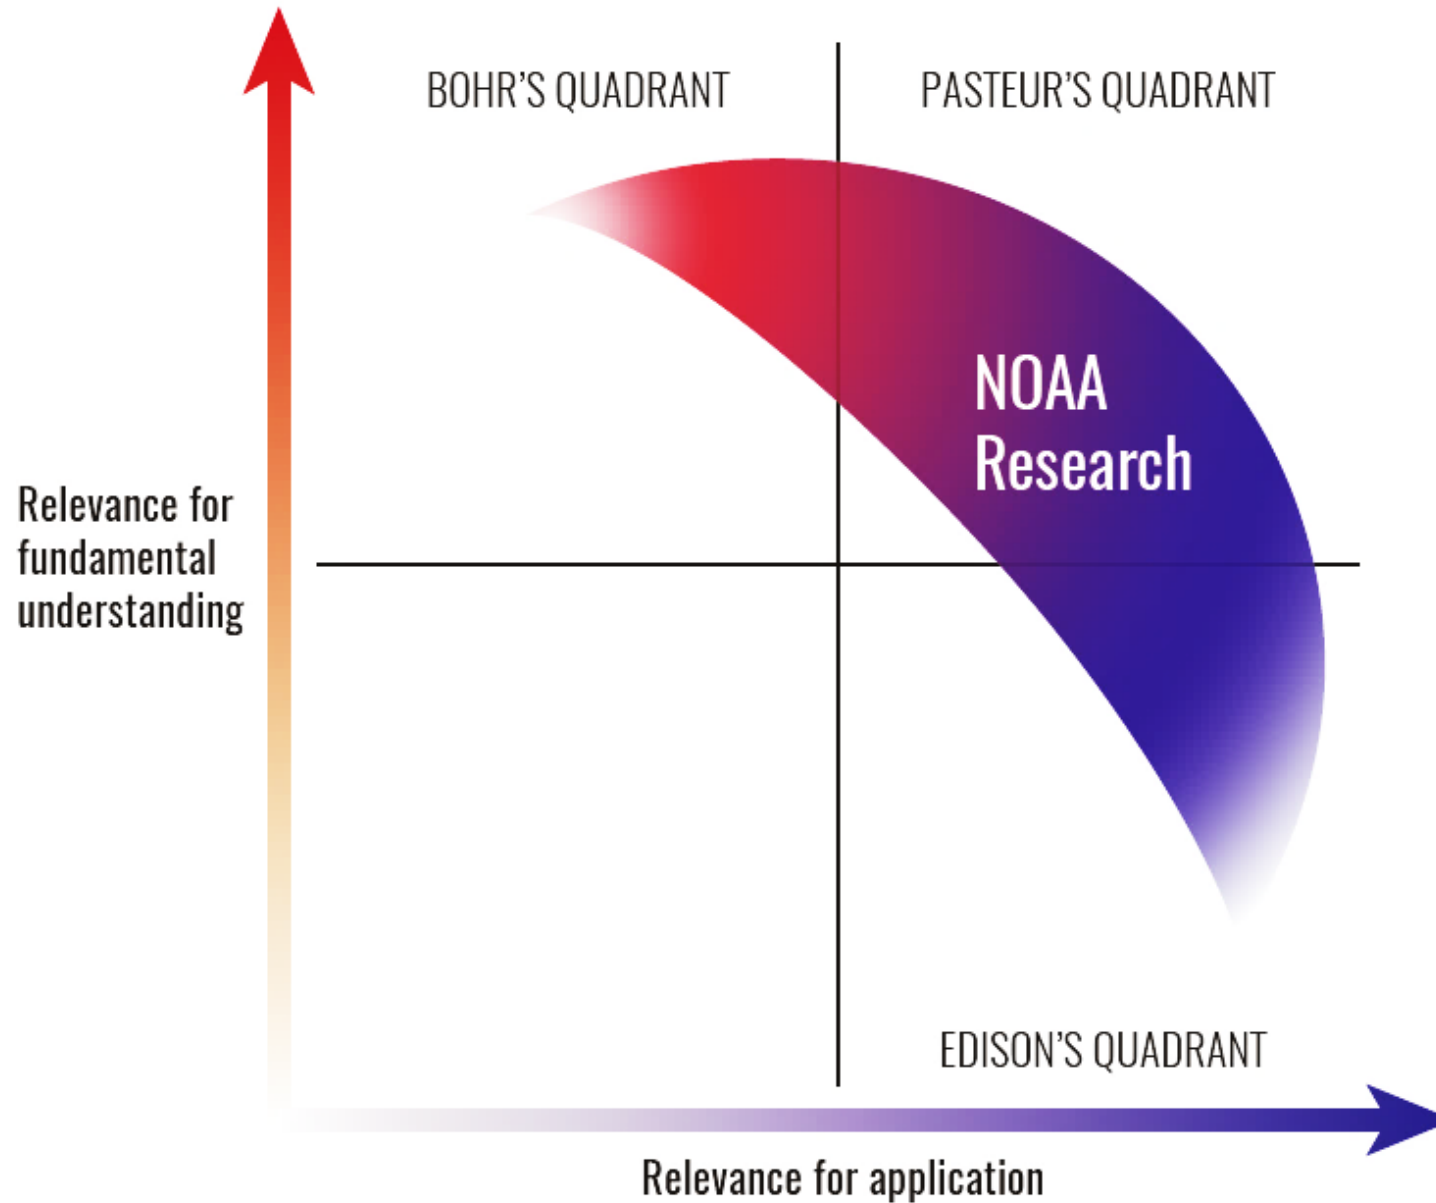 BOHR'S QUADRANT
PASTEUR'S QUADRANT
NOAA
Research
Relevance for
fundamental
understanding
EDISON'S QUADRANT
Relevance for application